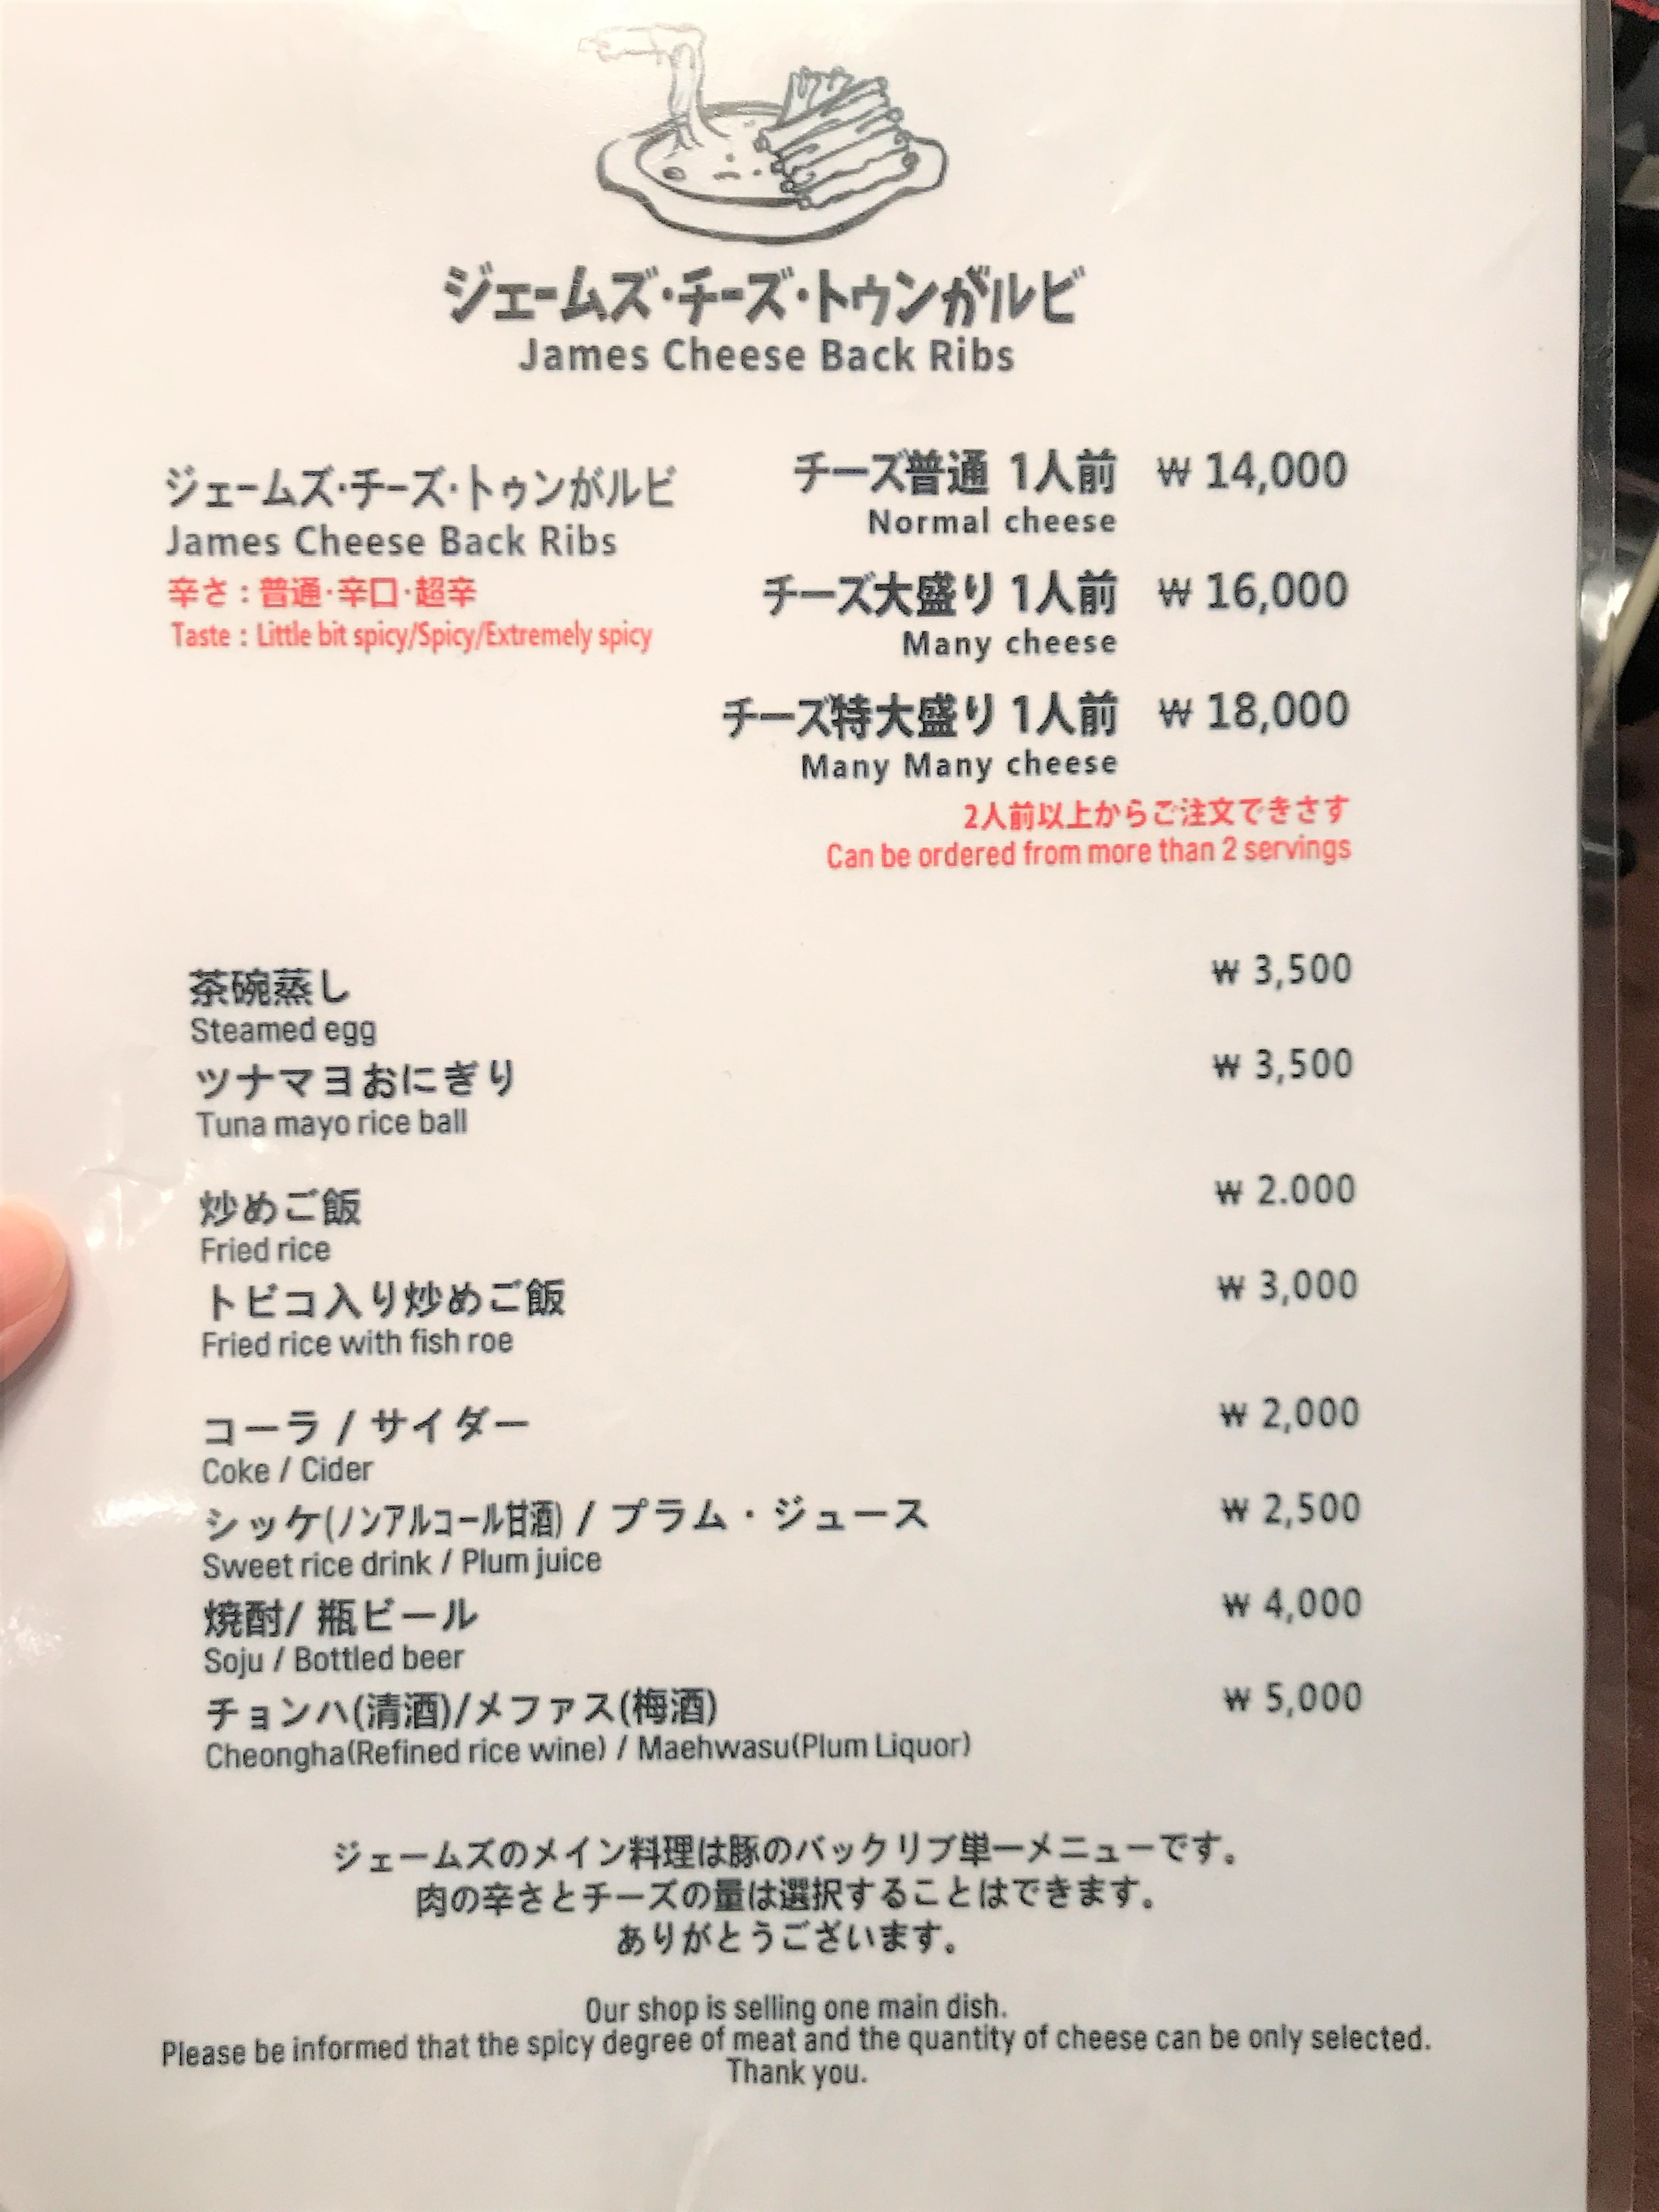 ジェームズ・チーズ・トゥンがルビ
James Cheese Back Ribs
ジェームズ・チーズ・トゥンがルビ
James Cheese Back Ribs
辛さ : 普通·辛口·超辛
Taste : Little bit spicy/Spicy/Extremely spicy
チーズ普通 1人前 ₩ 14,000
Normal cheese
チーズ大盛り 1人前 ₩ 16,000
Many cheese
チーズ特大盛り 1人前 ₩ 18,000
Many Many cheese
2人前以上からご注文できさす
Can be ordered from more than 2 servings
茶碗蒸し ₩ 3,500
Steamed egg
ツナマヨおにぎり ₩ 3,500
Tuna mayo rice ball
炒めご飯 ₩ 2.000
Fried rice
トビコ入り炒めご飯 ₩ 3,000
Fried rice with fish roe
コーラ / サイダー ₩ 2,000
Coke / Cider
シッケ(ノンアルコール甘酒) / プラム・ジュース ₩ 2,500
Sweet rice drink / Plum juice
焼酎/ 瓶ビール ₩ 4,000
Soju / Bottled beer
チョンハ(清酒)/メファス(梅酒) ₩ 5,000
Cheongha(Refined rice wine) / Maehwasu(Plum Liquor)
ジェームズのメイン料理は豚のバックリブ単一メニューです。
肉の辛さとチーズの量は選択することはできます。
ありがとうございます。
Our shop is selling one main dish.
Please be informed that the spicy degree of meat and the quantity of cheese can be only selected.
Thank you.